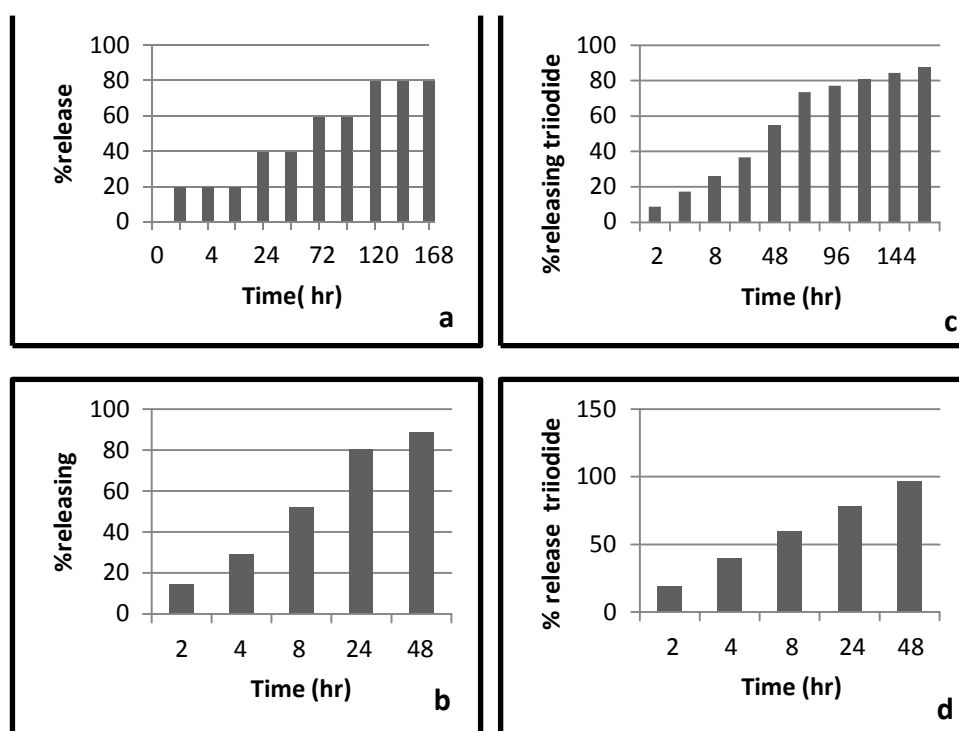 %release
100
80
60
40
20
0
0 4 24 72 120 168
Time( hr)
a
%releasing triiodide
100
80
60
40
20
0
2 8 48 96 144
Time (hr)
c
%releasing
100
80
60
40
20
0
2 4 8 24 48
Time (hr)
b
% release triiodide
150
100
50
0
2 4 8 24 48
Time (hr)
d